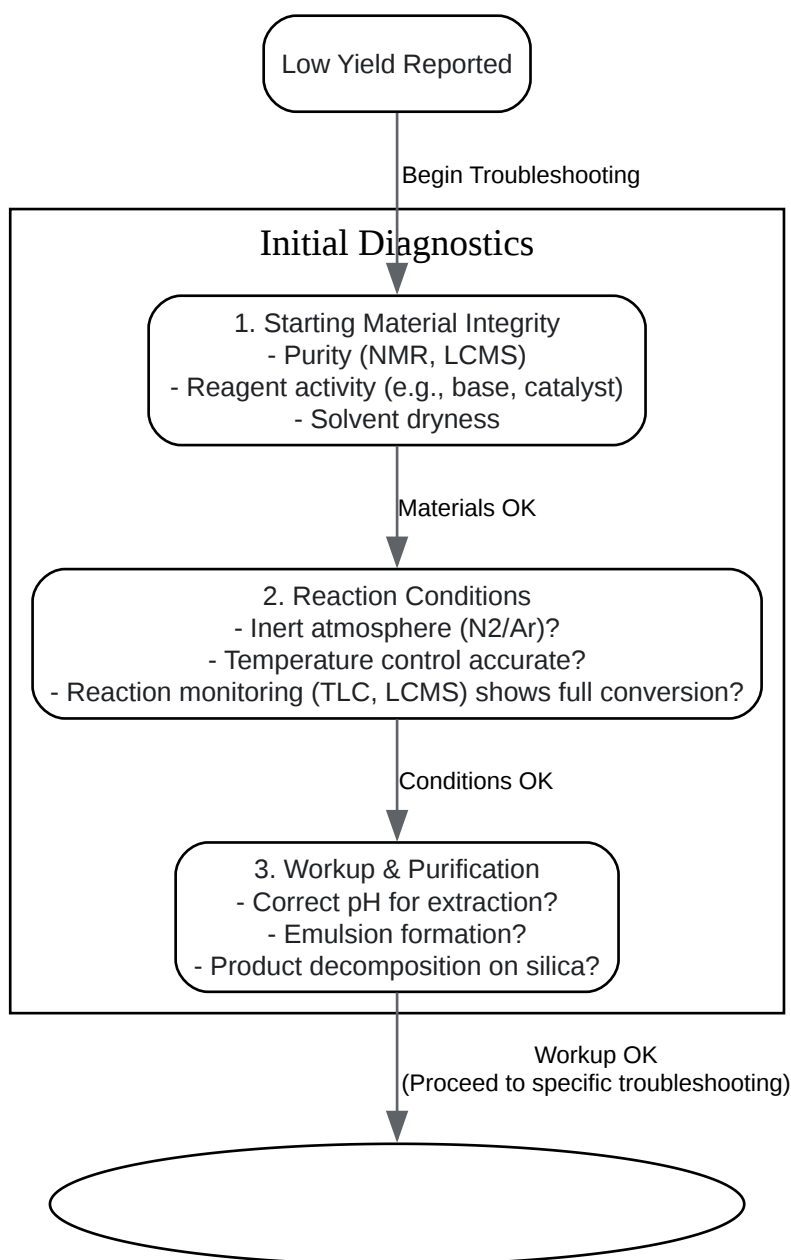 Low Yield Reported
Begin Troubleshooting
Initial Diagnostics
1. Starting Material Integrity
- Purity (NMR, LCMS)
- Reagent activity (e.g., base, catalyst)
- Solvent dryness
Materials OK
2. Reaction Conditions
- Inert atmosphere (N2/Ar)?
- Temperature control accurate?
- Reaction monitoring (TLC, LCMS) shows full conversion?
Conditions OK
3. Workup & Purification
- Correct pH for extraction?
- Emulsion formation?
- Product decomposition on silica?
Workup OK
(Proceed to specific troubleshooting)